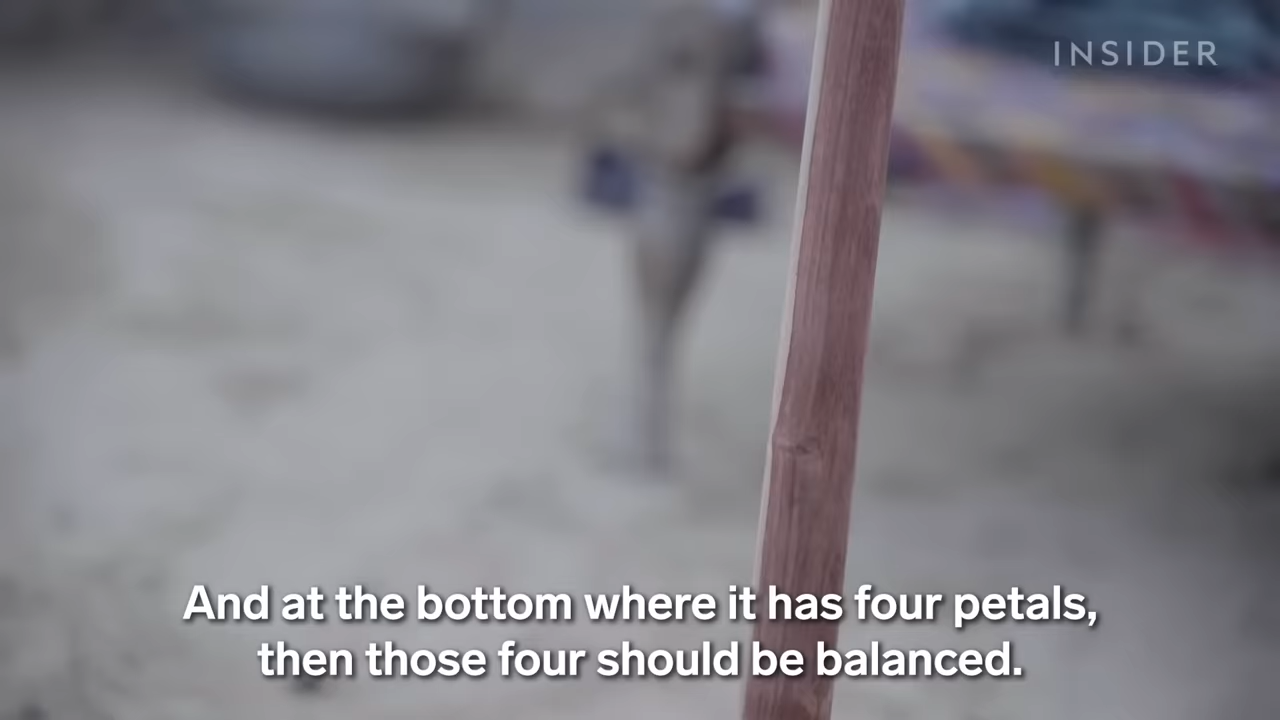 INSIDER
And at the bottom where it has four petals,
then those four should be balanced.